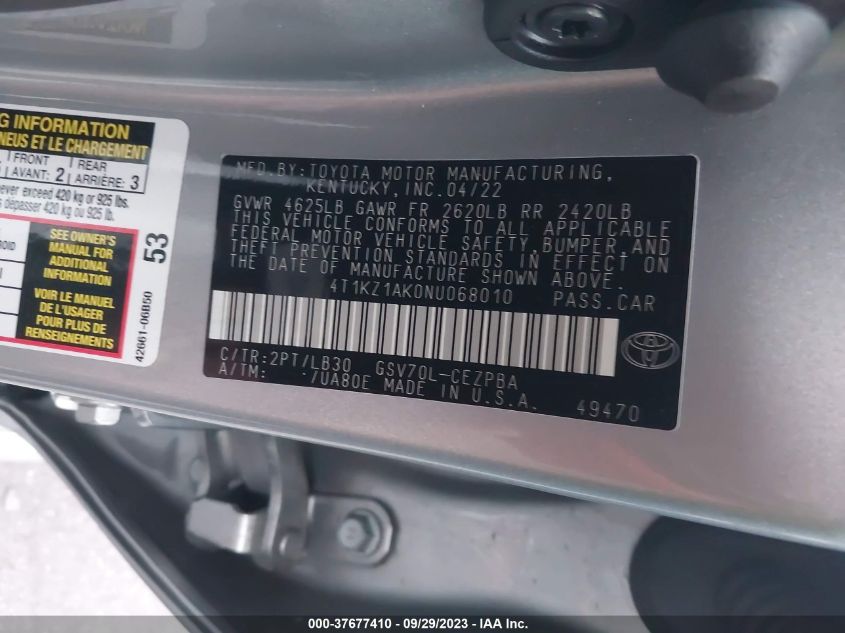 G INFORMATION
NEUS ET LE CHARGEMENT
FRONT
AVANT: 2
REAR
ARRIÈRE: 3
never exceed 420 kg or 925 lbs.
dépasser 420 kg ou 925 lb.
SEE OWNER'S
MANUAL FOR
ADDITIONAL
INFORMATION
VOIR LE MANUEL
DE L'USAGER
POUR PLUS DE
RENSEIGNEMENTS
53
42661-06B50
MFD.BY:TOYOTA MOTOR MANUFACTURING,
KENTUCKY, INC.04/22
GVWR 4625LB GAWR FR 2620LB RR 2420LB
THIS VEHICLE CONFORMS TO ALL APPLICABLE
FEDERAL MOTOR VEHICLE SAFETY,BUMPER,AND
THEFT PREVENTION STANDARDS IN EFFECT ON
THE DATE OF MANUFACTURE SHOWN ABOVE.
4T1KZ1AK0NU068010 PASS.CAR
C/TR:2PT/LB30 GSV70L-CEZPBA
A/TM: -/UA80E MADE IN U.S.A. 49470
000-37677410 - 09/29/2023 - IAA Inc.